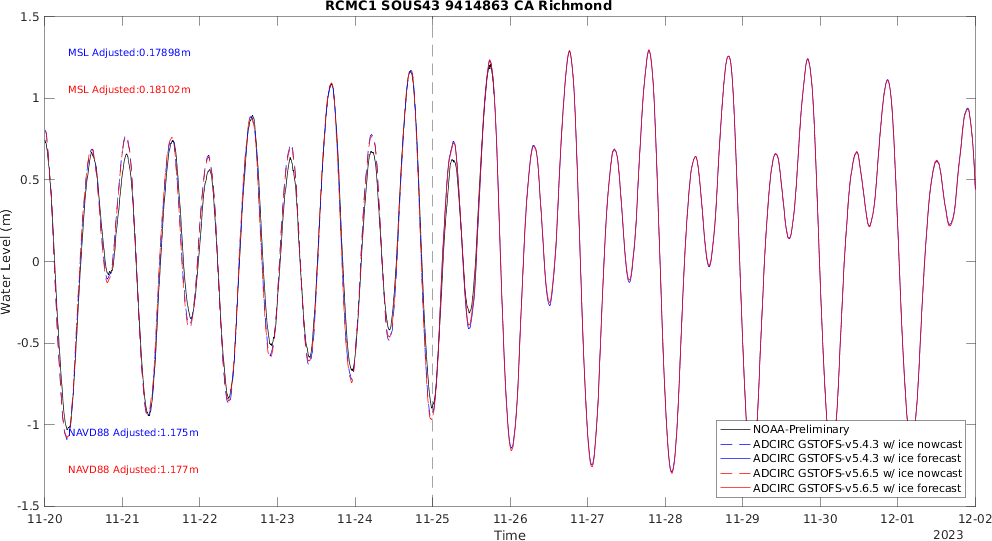 RCMC1 SOUS43 9414863 CA Richmond
1.5
1
0.5
0
-0.5
-1
-1.5
Water Level (m)
MSL Adjusted:0.17898m
MSL Adjusted:0.18102m
NAVD88 Adjusted:1.175m
NAVD88 Adjusted:1.177m
NOAA-Preliminary
ADCIRC GSTOFS-v5.4.3 w/ ice nowcast
ADCIRC GSTOFS-v5.4.3 w/ ice forecast
ADCIRC GSTOFS-v5.6.5 w/ ice nowcast
ADCIRC GSTOFS-v5.6.5 w/ ice forecast
11-20 11-21 11-22 11-23 11-24 11-25 11-26 11-27 11-28 11-29 11-30 12-01 12-02
Time
2023